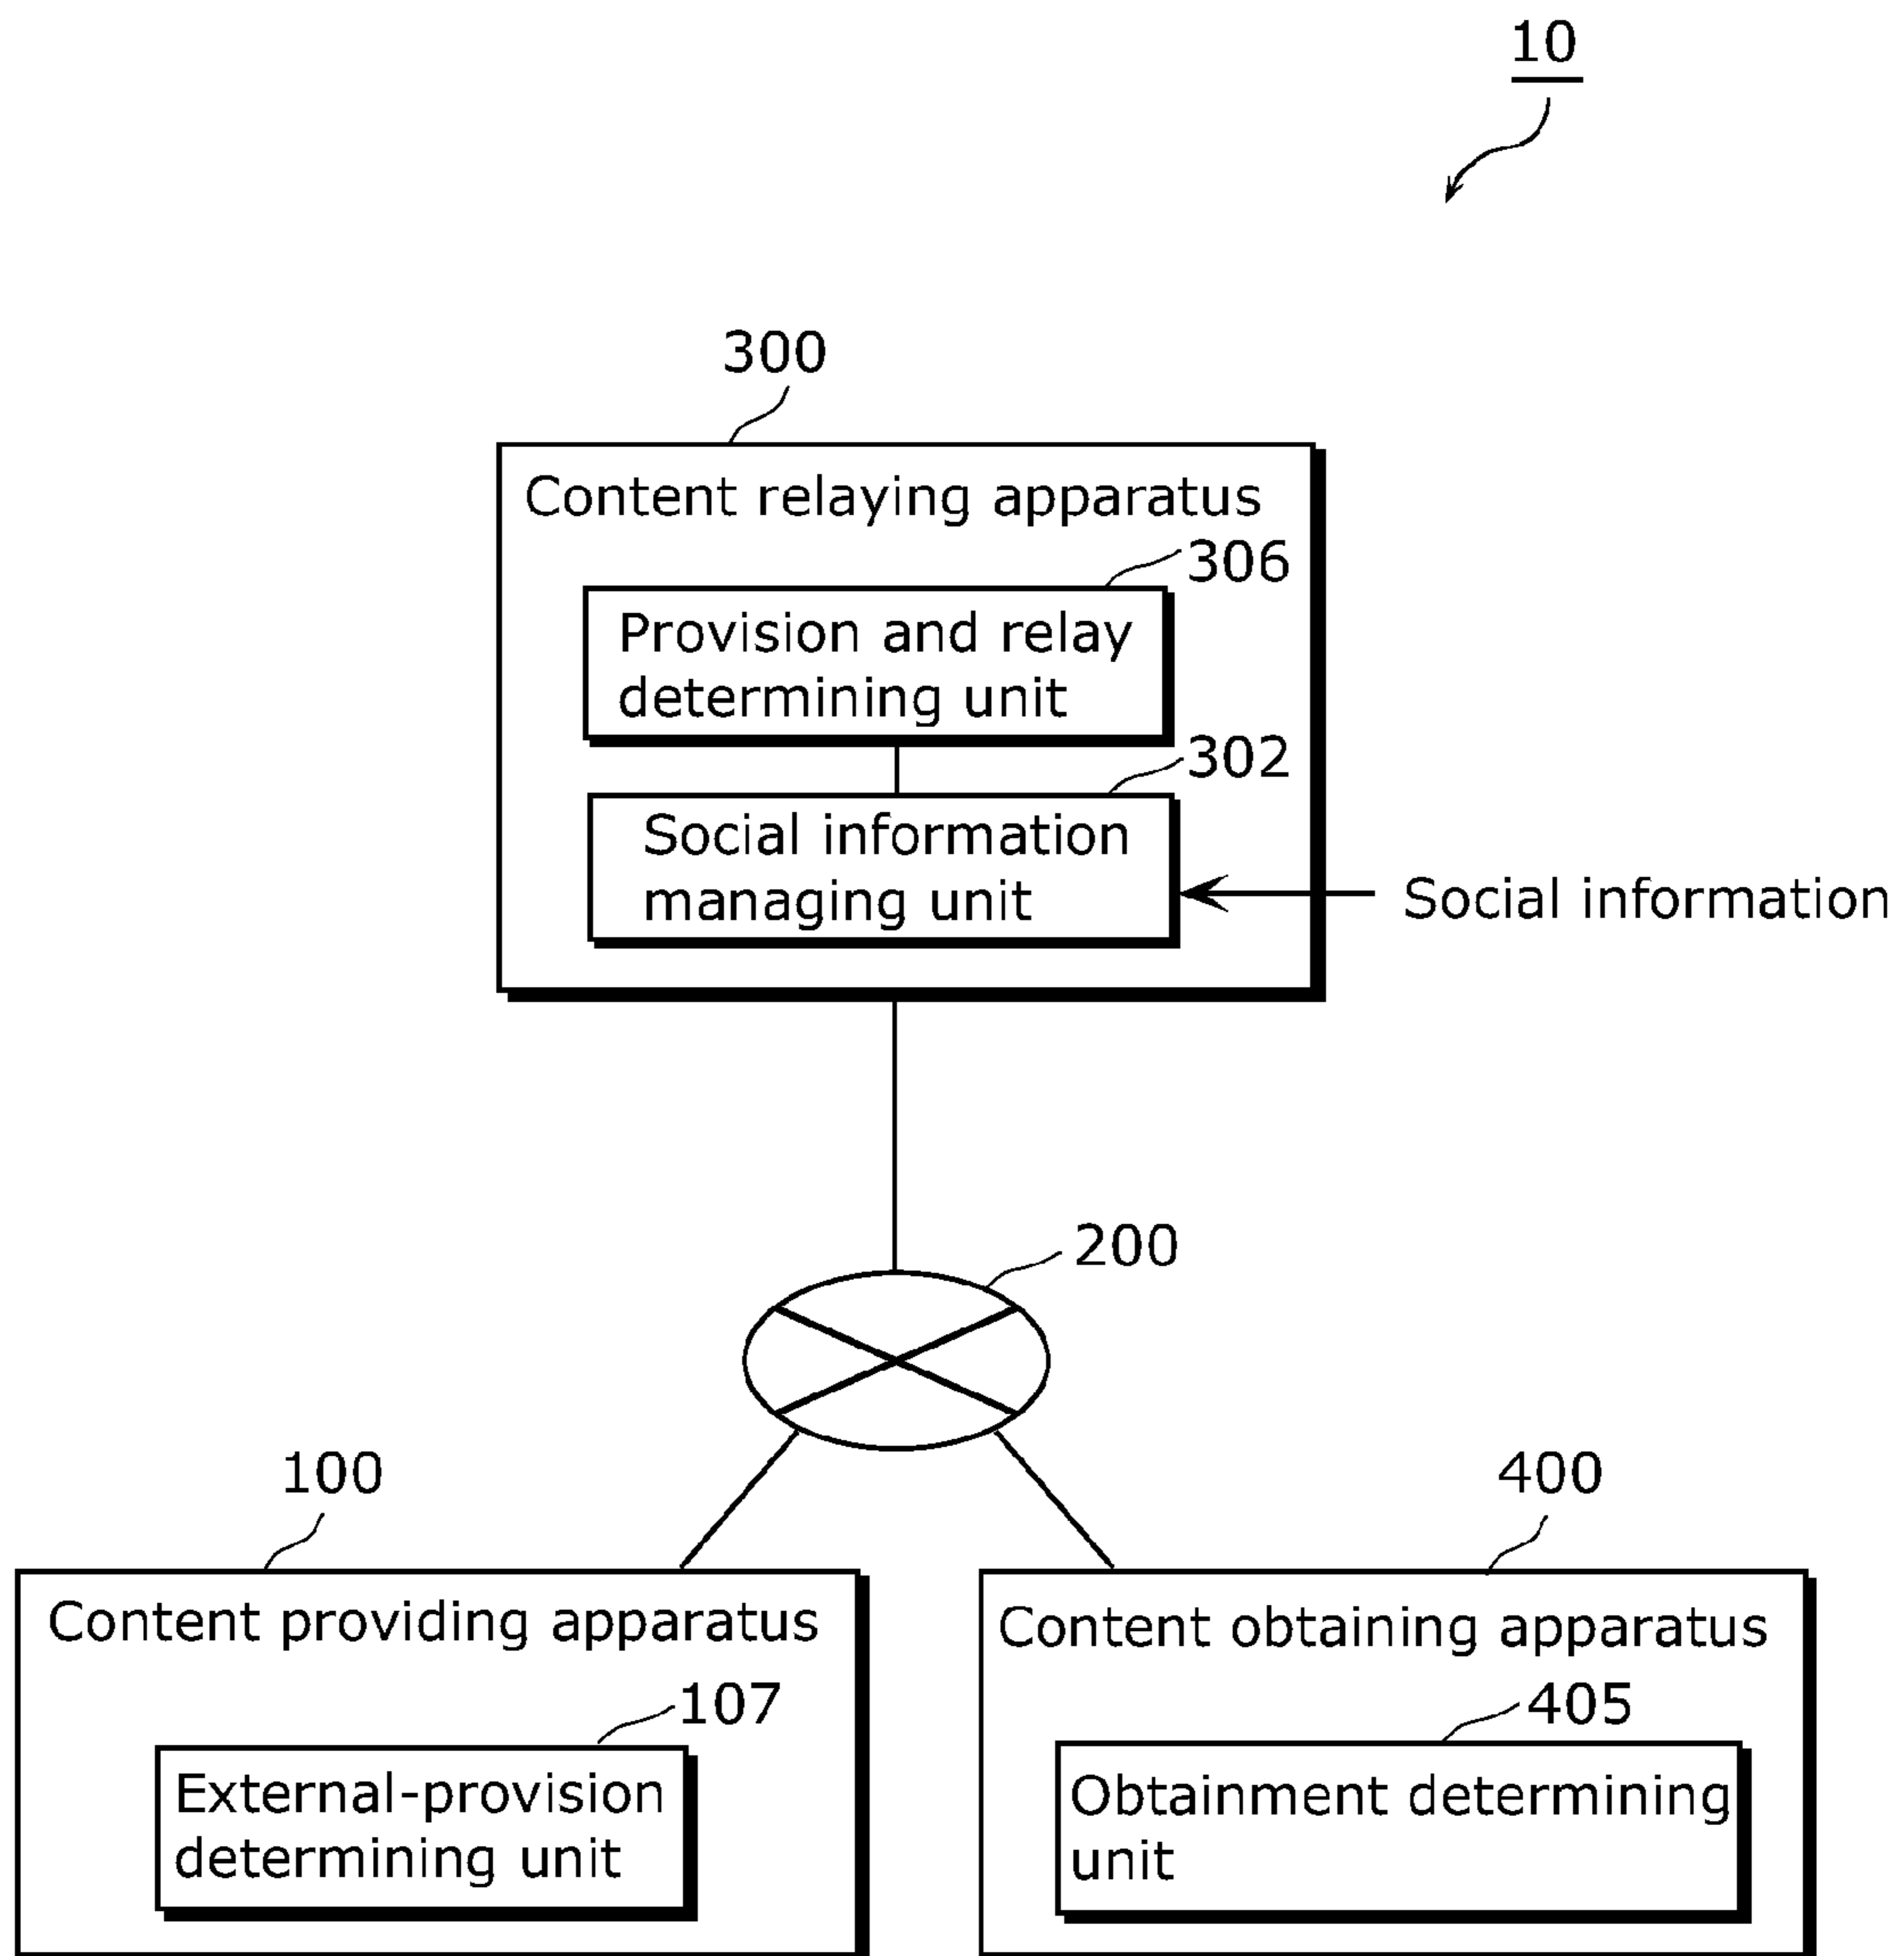 10
300
Content relaying apparatus
306
Provision and relay
determining unit
302
Social information
managing unit
Social information
200
100
400
Content providing apparatus
107
External-provision
determining unit
Content obtaining apparatus
405
Obtainment determining
unit